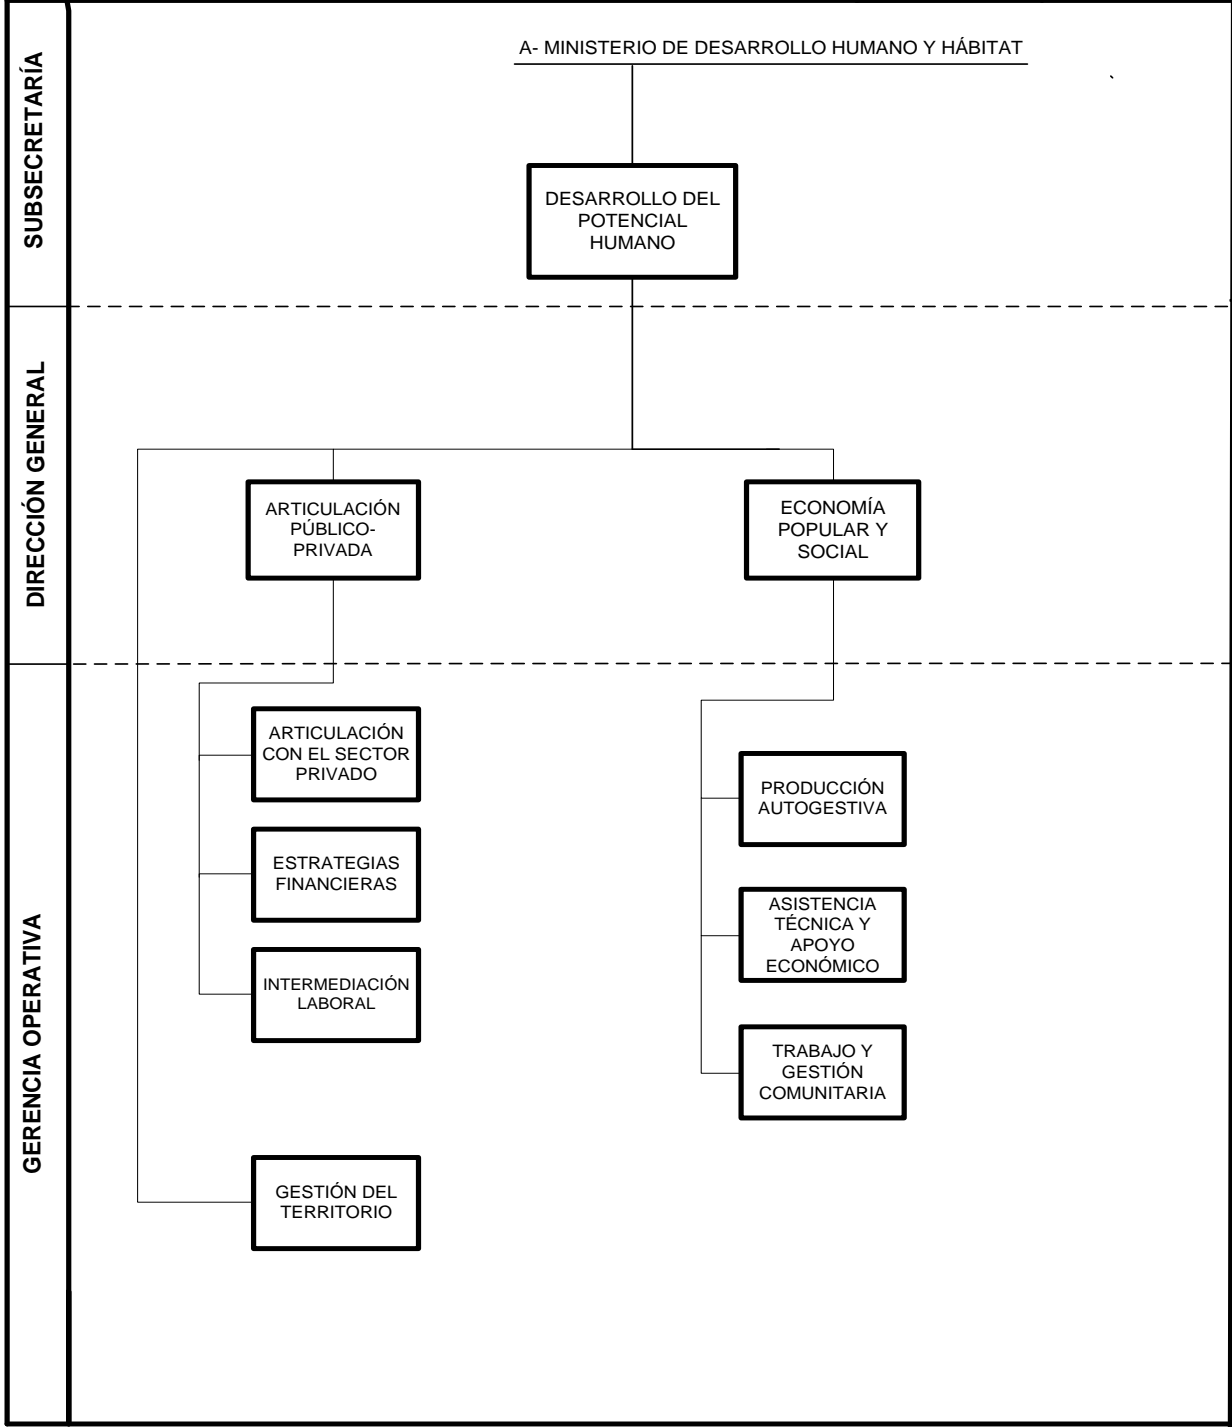 A- MINISTERIO DE DESARROLLO HUMANO Y HÁBITAT
SUBSECRETARÍA
DESARROLLO DEL
POTENCIAL
HUMANO
DIRECCIÓN GENERAL
ARTICULACIÓN
PÚBLICO-
PRIVADA
ECONOMÍA
POPULAR Y
SOCIAL
GERENCIA OPERATIVA
ARTICULACIÓN
CON EL SECTOR
PRIVADO
ESTRATEGIAS
FINANCIERAS
INTERMEDIACIÓN
LABORAL
GESTIÓN DEL
TERRITORIO
PRODUCCIÓN
AUTOGESTIVA
ASISTENCIA
TÉCNICA Y
APOYO
ECONÓMICO
TRABAJO Y
GESTIÓN
COMUNITARIA